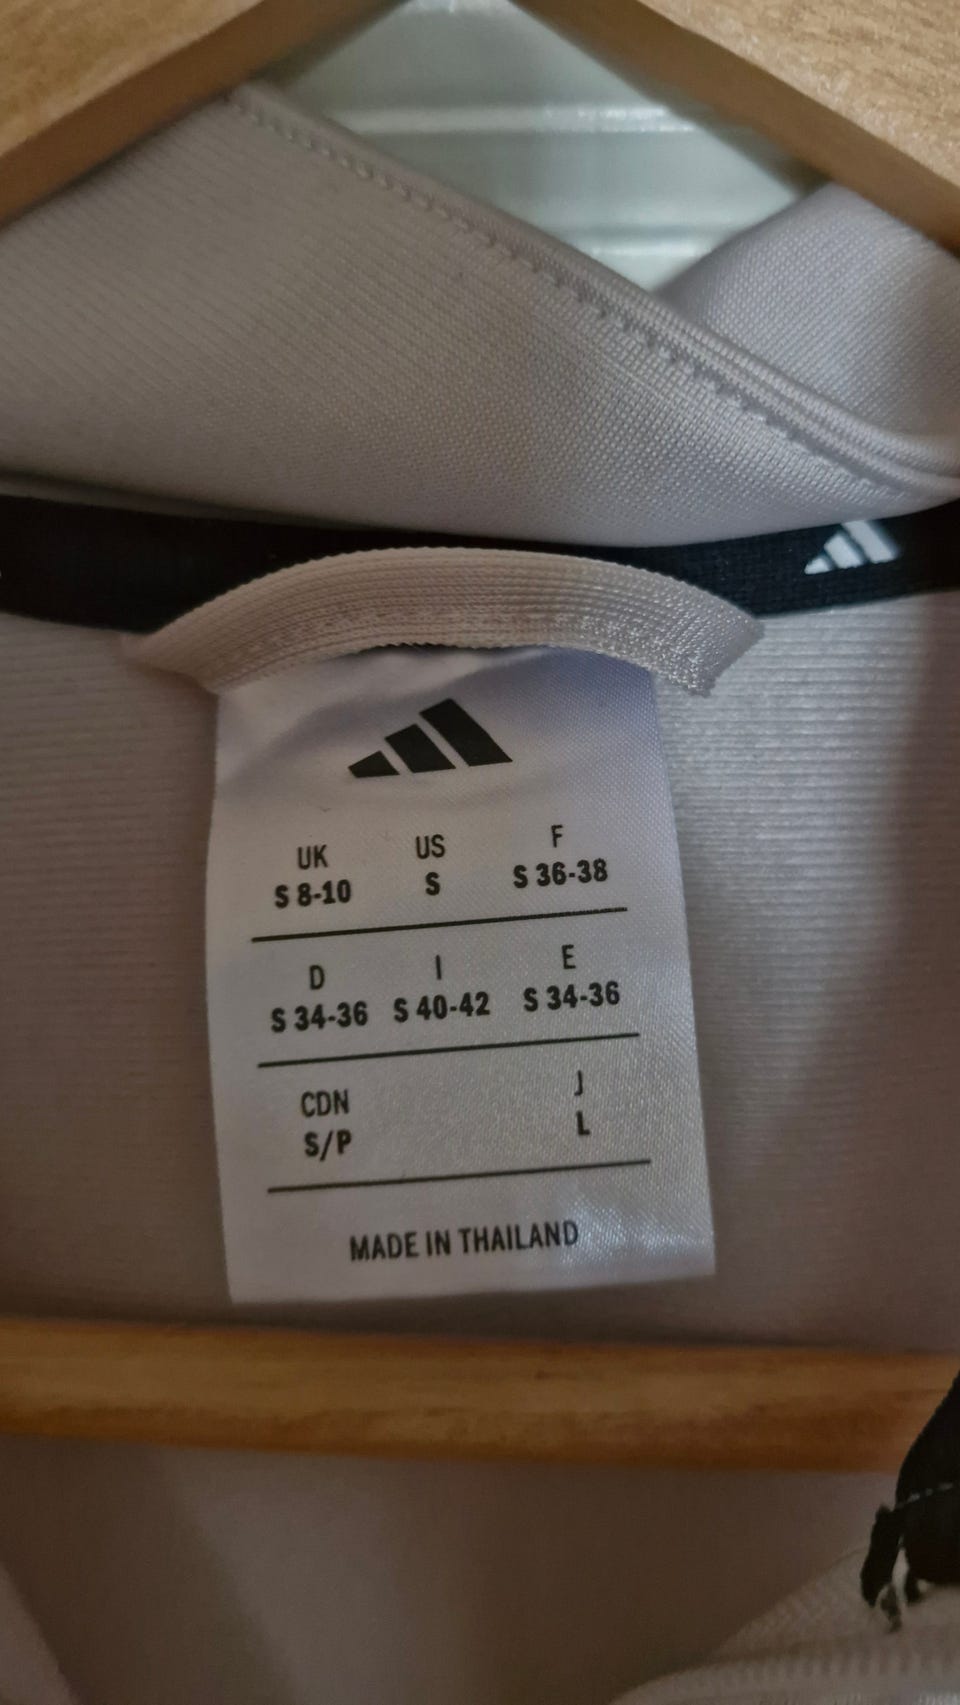 UK US F
S 8-10 S S 36-38
D I E
S 34-36 S 40-42 S 34-36
CDN J
S/P L
MADE IN THAILAND